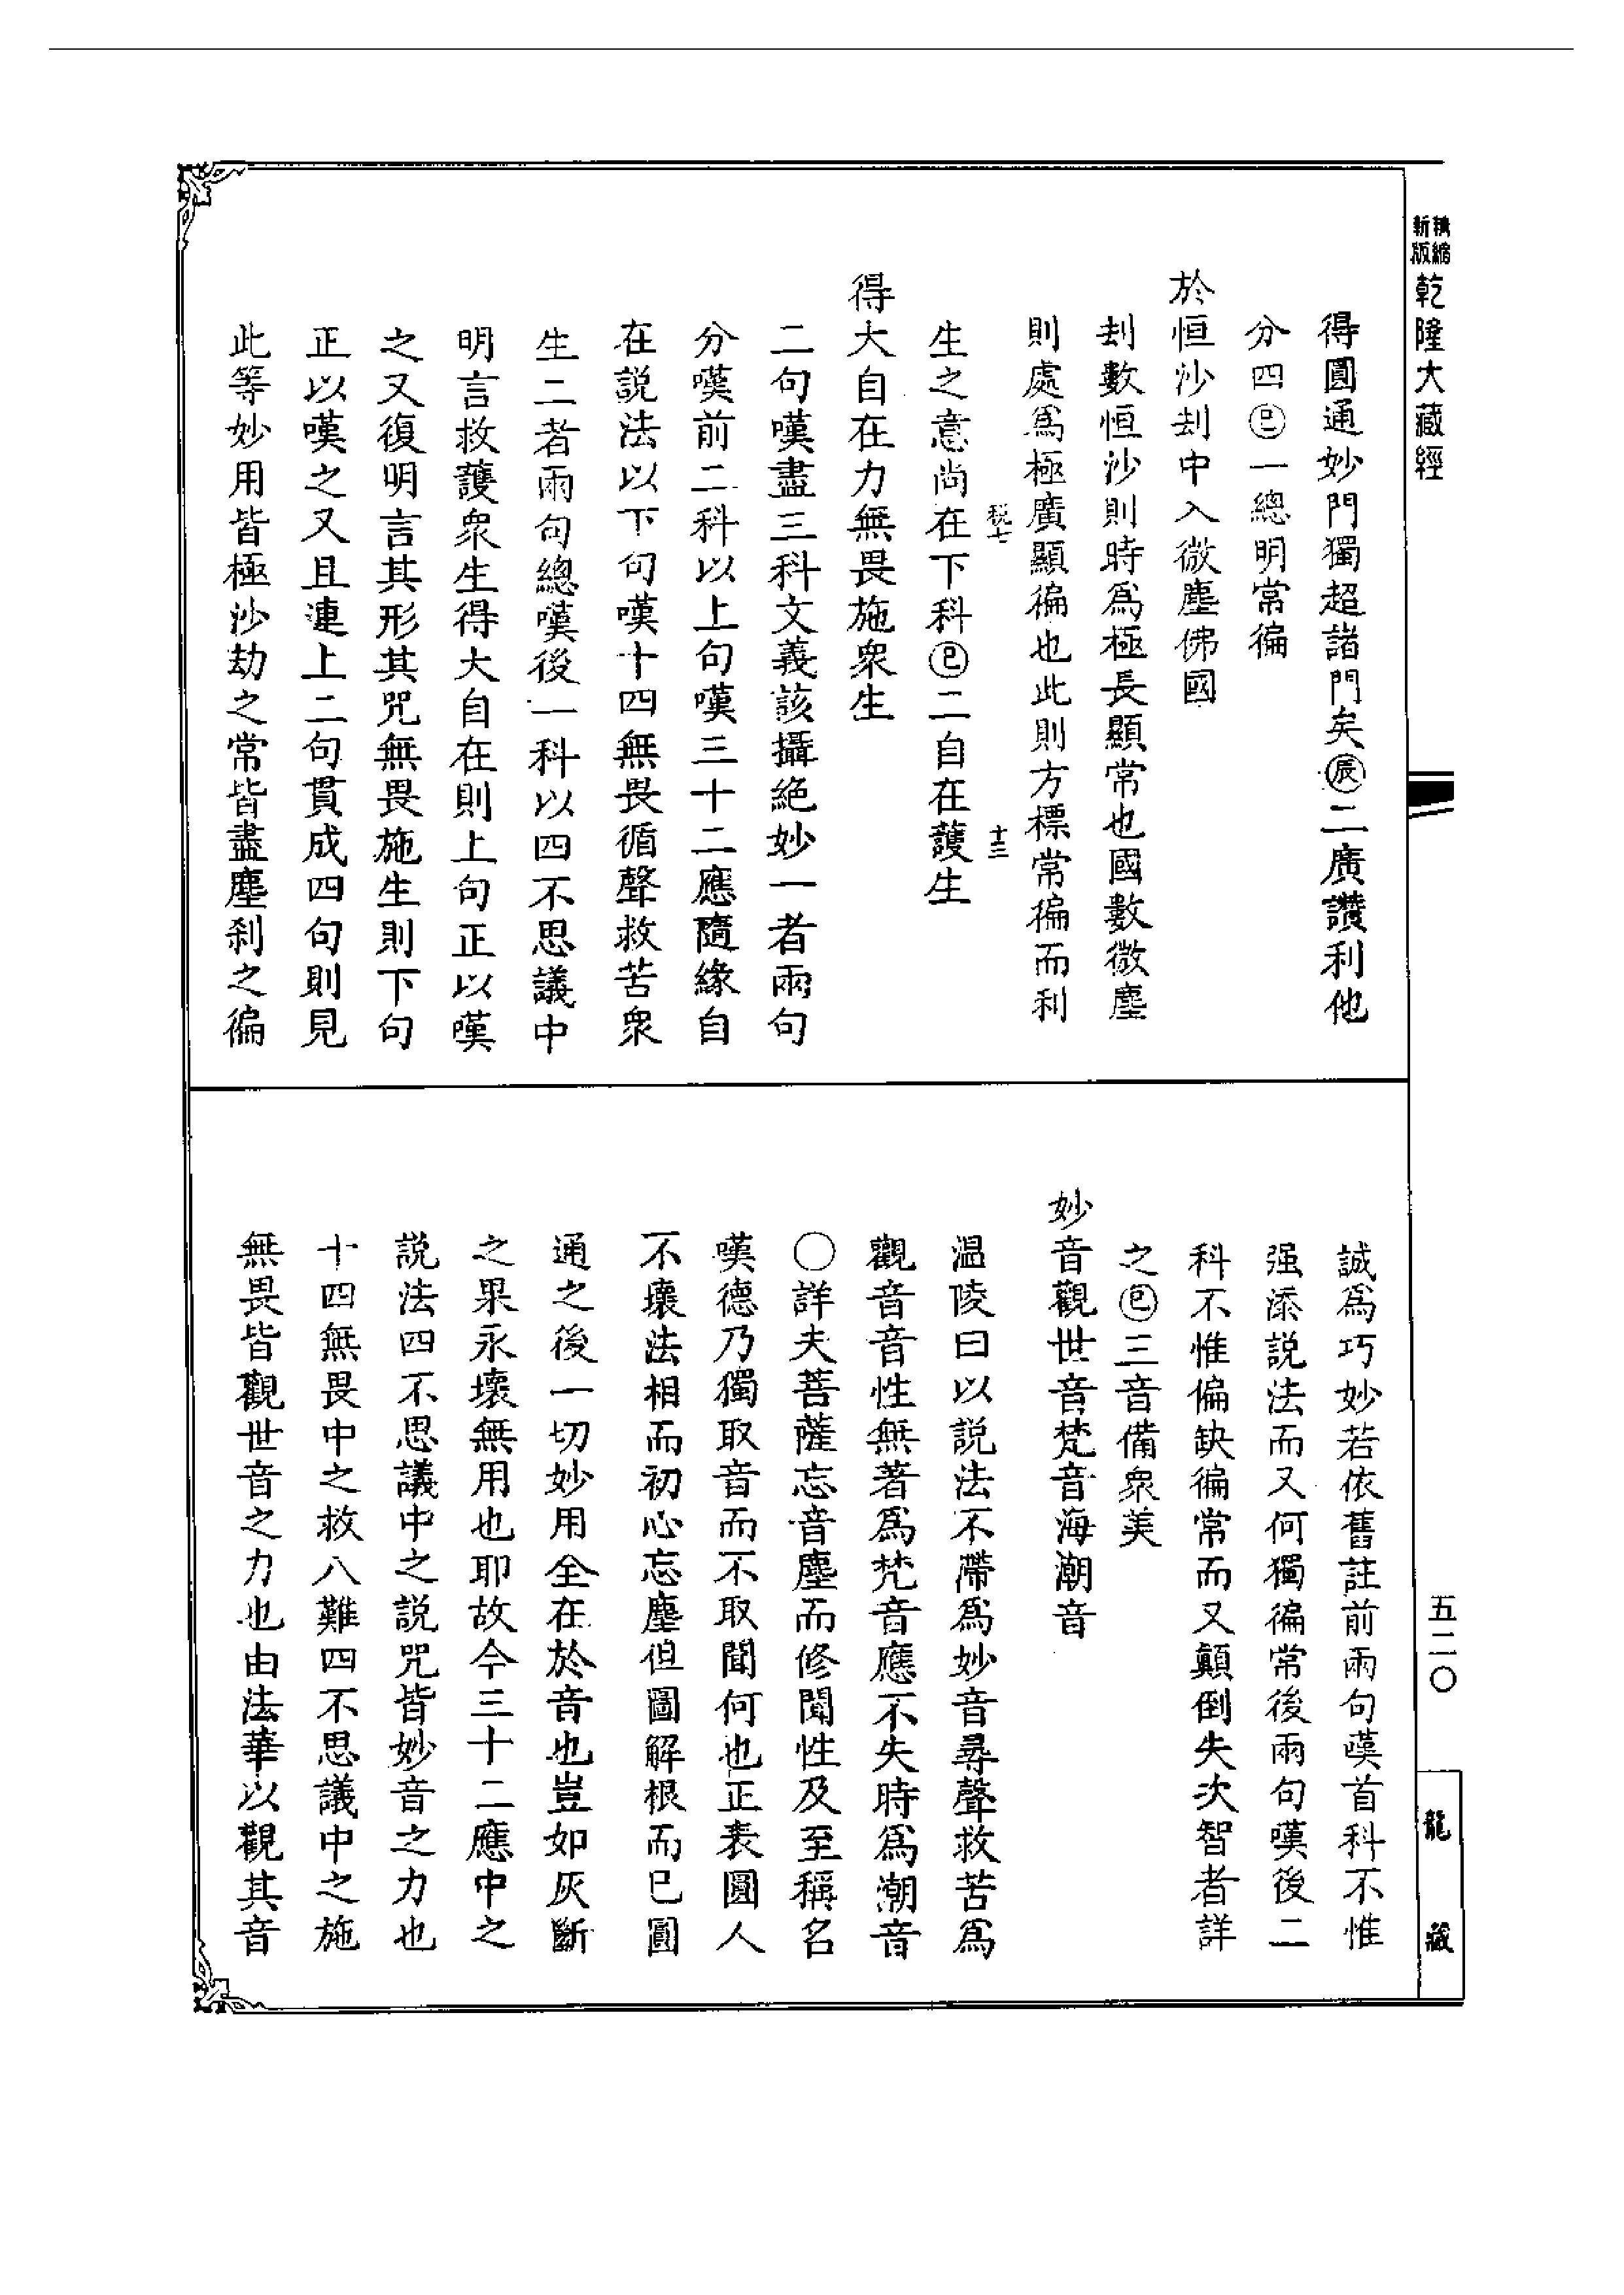 新版精縮
乾隆大藏經
得圓通妙門獨超諸門矣㊀辰二廣讚利他
分四巳一總明常徧
於恒沙刦中入微塵佛國
刦數恒沙則時爲極長顯常也國數微塵
則處爲極廣顯徧也此則方標常徧而利
税七
十三
生之意尚在下科巳二自在護生
得大自在力無畏施衆生
二句嘆盡三科文義該攝絶妙一者兩句
分嘆前二科以上句嘆三十二應隨緣自
在説法以下句嘆十四無畏循聲救苦衆
生二者兩句總嘆後一科以四不思議中
明言救護衆生得大自在則上句正以嘆
之又復明言其形其咒無畏施生則下句
正以嘆之又且連上二句貫成四句則見
此等妙用皆極沙劫之常皆盡塵刹之徧
誠爲巧妙若依舊註前兩句嘆首科不惟
强添説法而又何獨徧常後兩句嘆後二
科不惟偏缺徧常而又顛倒失次智者詳
之巳三音備衆美
妙音觀世音梵音海潮音
温陵曰以説法不滯爲妙音尋聲救苦爲
觀音音性無著爲梵音應不失時爲潮音
○詳夫菩薩忘音塵而修聞性及至稱名
嘆德乃獨取音而不取聞何也正表圓人
不壞法相而初心忘塵但圖解根而已圓
通之後一切妙用全在於音也豈如灰斷
之果永壞無用也耶故今三十二應中之
説法四不思議中之説咒皆妙音之力也
十四無畏中之救八難四不思議中之施
無畏皆觀世音之力也由法華以觀其音
五二〇
龍藏